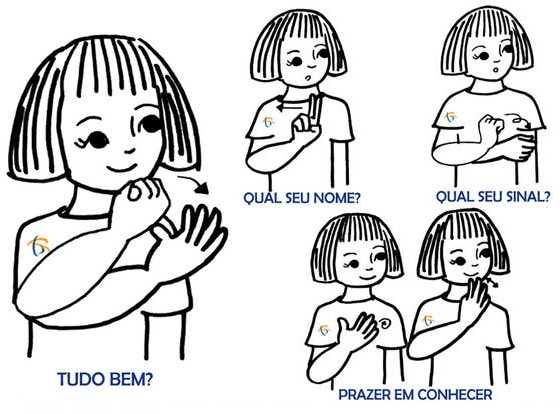 QUAL SEU NOME?
QUAL SEU SINAL?
TUDO BEM?
PRAZER EM CONHECER